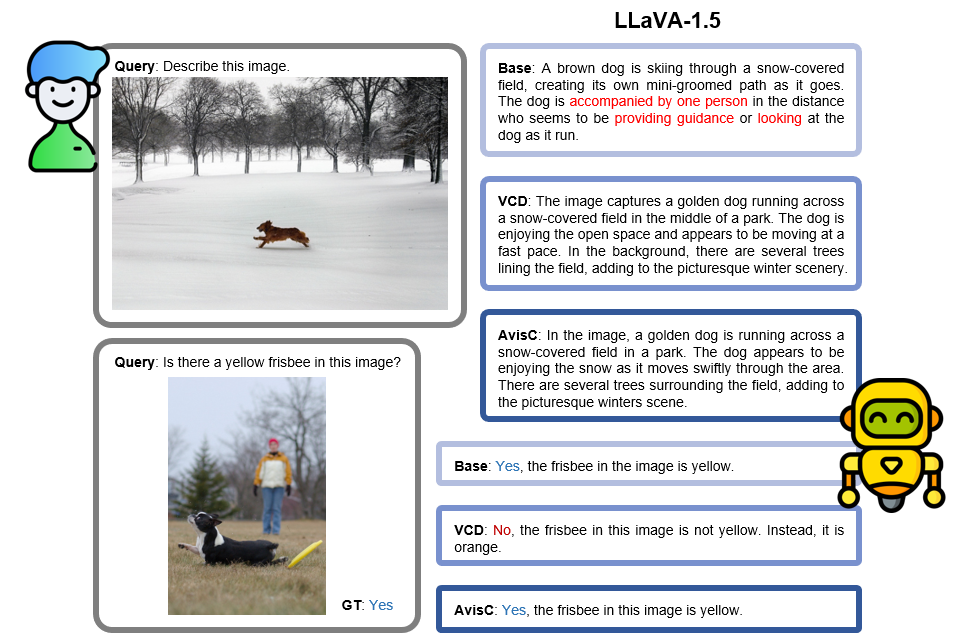 LLaVA-1.5
Query: Describe this image.
Base: A brown dog is skiing through a snow-covered
field, creating its own mini-groomed path as it goes.
The dog is accompanied by one person in the distance
who seems to be providing guidance or looking at the
dog as it run.
VCD: The image captures a golden dog running across
a snow-covered field in the middle of a park. The dog is
enjoying the open space and appears to be moving at a
fast pace. In the background, there are several trees
lining the field, adding to the picturesque winter scenery.
AvisC: In the image, a golden dog is running across a
snow-covered field in a park. The dog appears to be
enjoying the snow as it moves swiftly through the area.
There are several trees surrounding the field, adding to
the picturesque winters scene.
Query: Is there a yellow frisbee in this image?
GT: Yes
Base: Yes, the frisbee in the image is yellow.
VCD: No, the frisbee in this image is not yellow. Instead, it is
orange.
AvisC: Yes, the frisbee in this image is yellow.